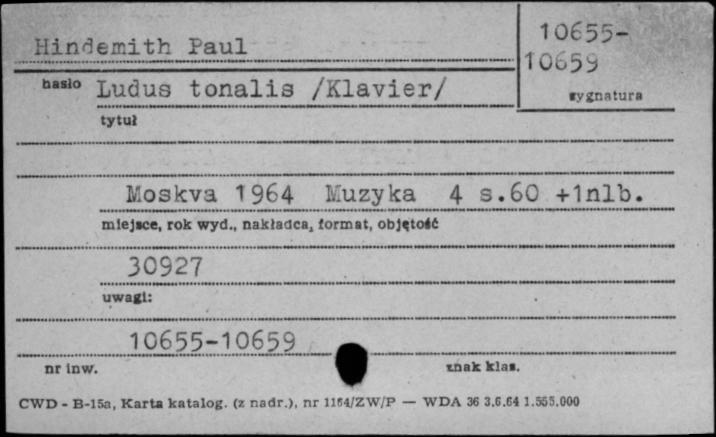 Hindemith Paul
10655-
10659
hasło Ludus tonalis /Klavier/
sygnatura
tytuł
Moskva 1964 Muzyka 4 s.60 +1nlb.
miejsce, rok wyd., nakładca, format, objętość
30927
uwagi:
10655-10659
nr inw. znak klas.
CWD - B-15a, Karta katalog. (z nadr.), nr 1164/ZW/P — WDA 36 3.6.64 1.555.000